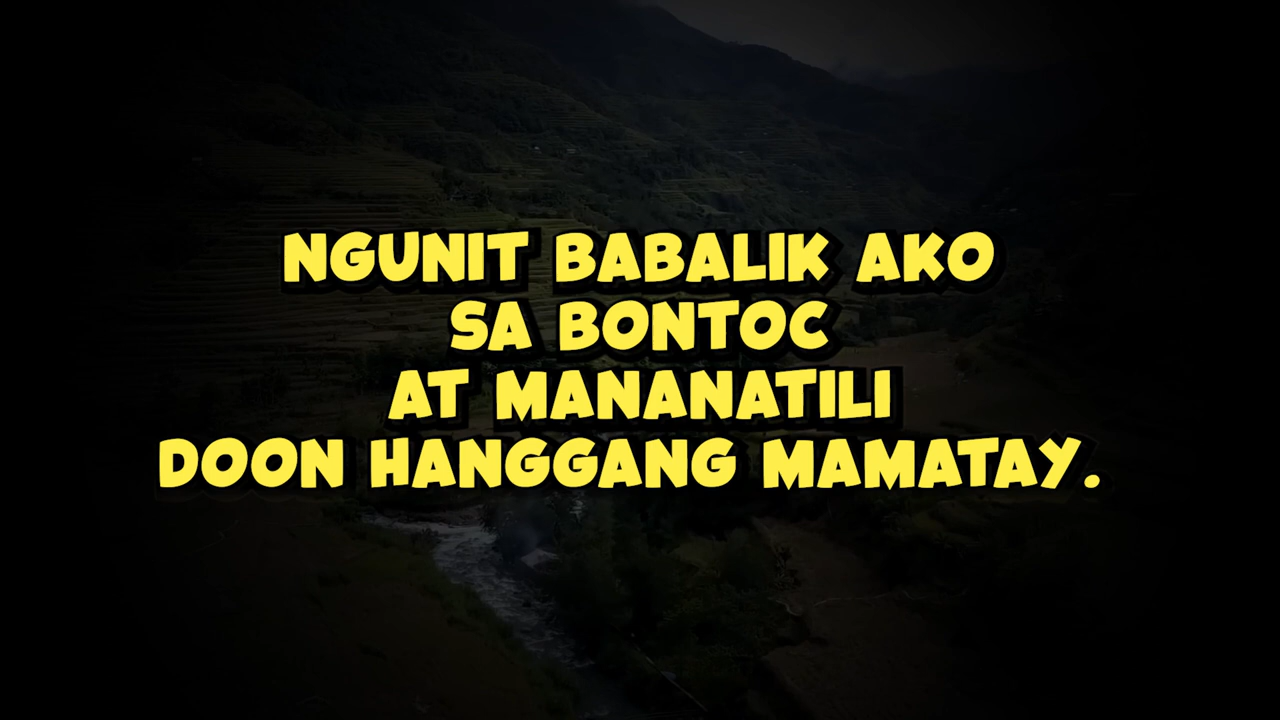 NGUNIT BABALIK AKO
SA BONTOC
AT MANANATILI
DOON HANGGANG MAMATAY.